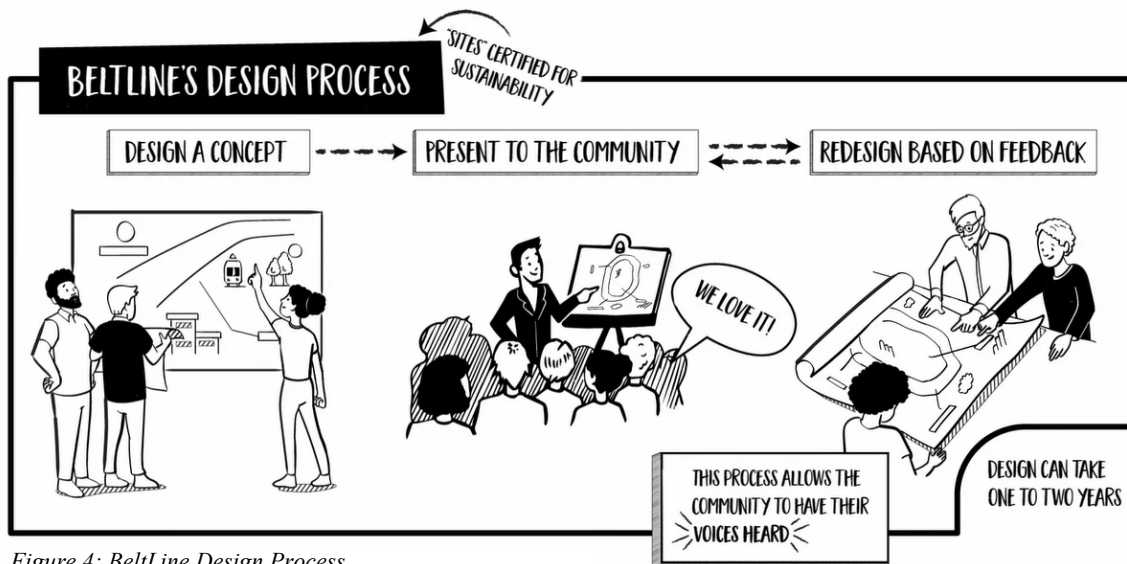 BELTLINE'S DESIGN PROCESS
"SITES" CERTIFIED FOR
SUSTAINABILITY
DESIGN A CONCEPT
PRESENT TO THE COMMUNITY
REDESIGN BASED ON FEEDBACK
WE LOVE IT!
THIS PROCESS ALLOWS THE
COMMUNITY TO HAVE THEIR
VOICES HEARD
DESIGN CAN TAKE
ONE TO TWO YEARS
Figure 4: BeltLine Design Process